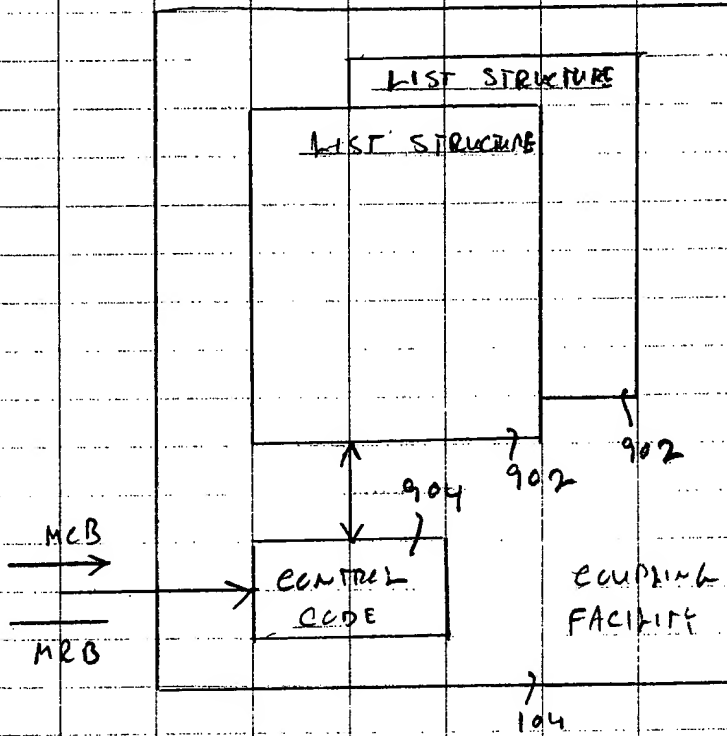 LIST STRUCTURE
LIST STRUCTURE
902
902
904
MCB
CONTROL
CODE
COUPLING
FACILITY
MRB
104